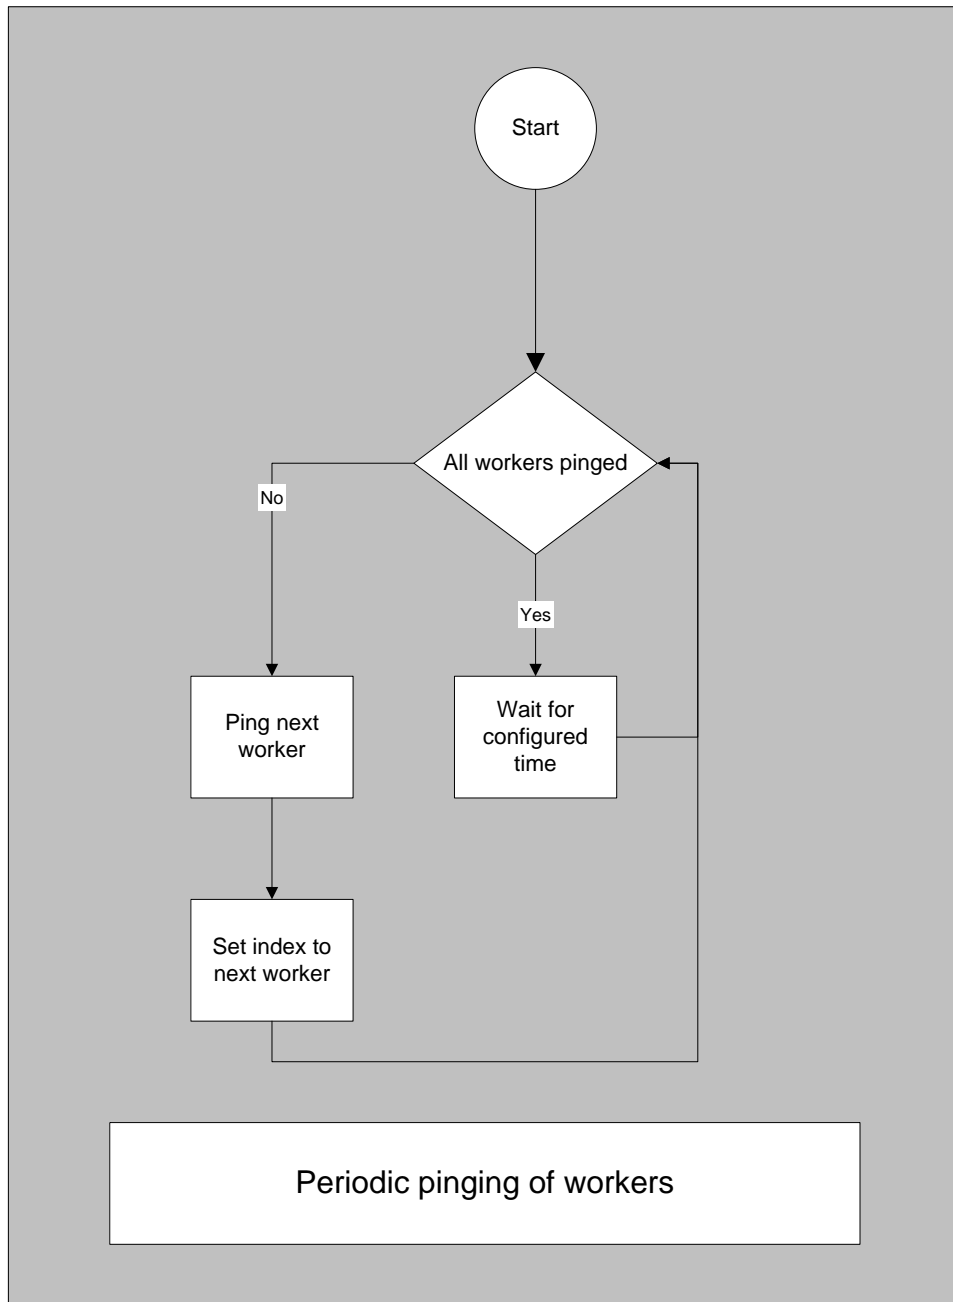 Start
All workers pinged
No
Yes
Ping next
worker
Wait for
configured
time
Set index to
next worker
Periodic pinging of workers